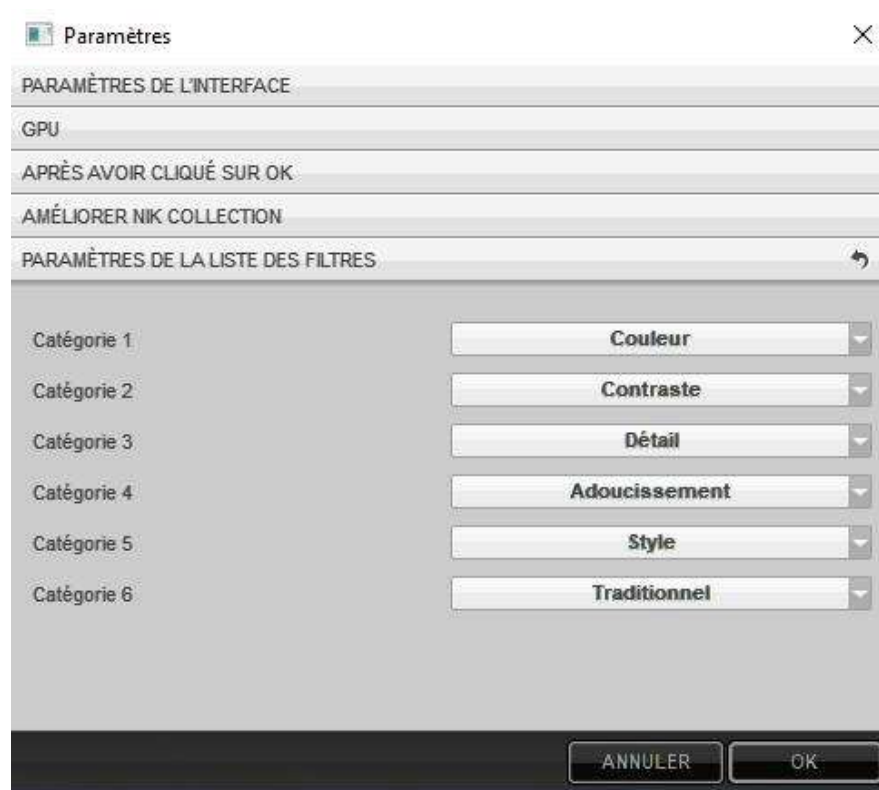 Paramètres
PARAMÈTRES DE L'INTERFACE
GPU
APRÈS AVOIR CLIQUÉ SUR OK
AMÉLIORER NIK COLLECTION
PARAMÈTRES DE LA LISTE DES FILTRES
Catégorie 1 Couleur
Catégorie 2 Contraste
Catégorie 3 Détail
Catégorie 4 Adoucissement
Catégorie 5 Style
Catégorie 6 Traditionnel
ANNULER OK